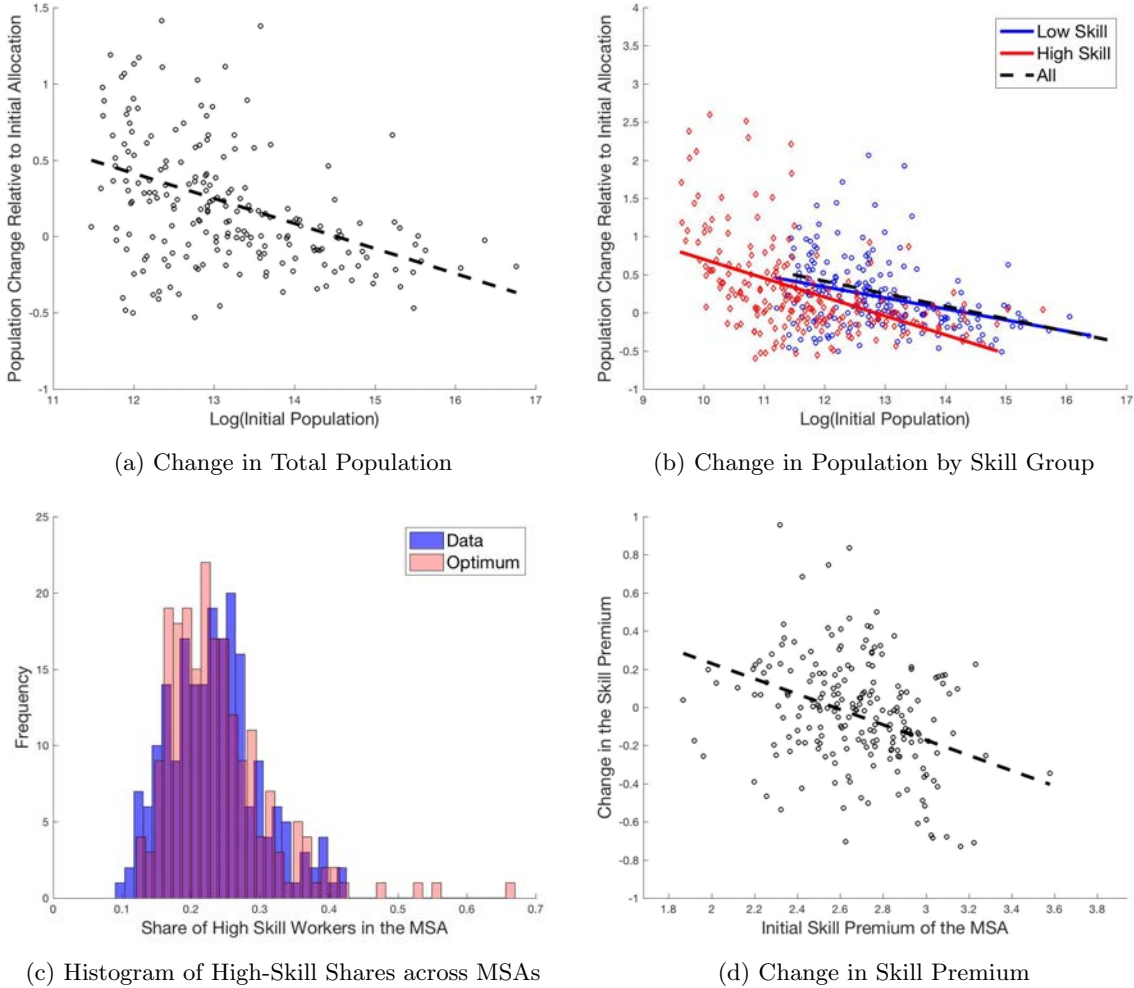 Population Change Relative to Initial Allocation
1.5
1
0.5
0
-0.5
-1
11 12 13 14 15 16 17
Log(Initial Population)
(a) Change in Total Population
Population Change Relative to Initial Allocation
4
3.5
3
2.5
2
1.5
1
0.5
0
-0.5
-1
9 10 11 12 13 14 15 16 17
Log(Initial Population)
Low Skill
High Skill
All
(b) Change in Population by Skill Group
Frequency
25
20
15
10
5
0
0 0.1 0.2 0.3 0.4 0.5 0.6 0.7
Share of High Skill Workers in the MSA
Data
Optimum
(c) Histogram of High-Skill Shares across MSAs
Change in the Skill Premium
1
0.8
0.6
0.4
0.2
0
-0.2
-0.4
-0.6
-0.8
-1
1.8 2 2.2 2.4 2.6 2.8 3 3.2 3.4 3.6 3.8
Initial Skill Premium of the MSA
(d) Change in Skill Premium